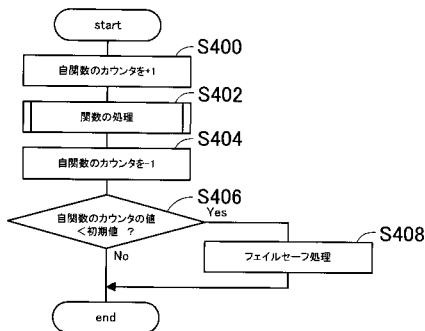 start
S400
自関数のカウンタを+1
S402
関数の処理
S404
自関数のカウンタを-1
S406
自関数のカウンタの値
<初期値 ?
Yes
S408
フェイルセーフ処理
No
end